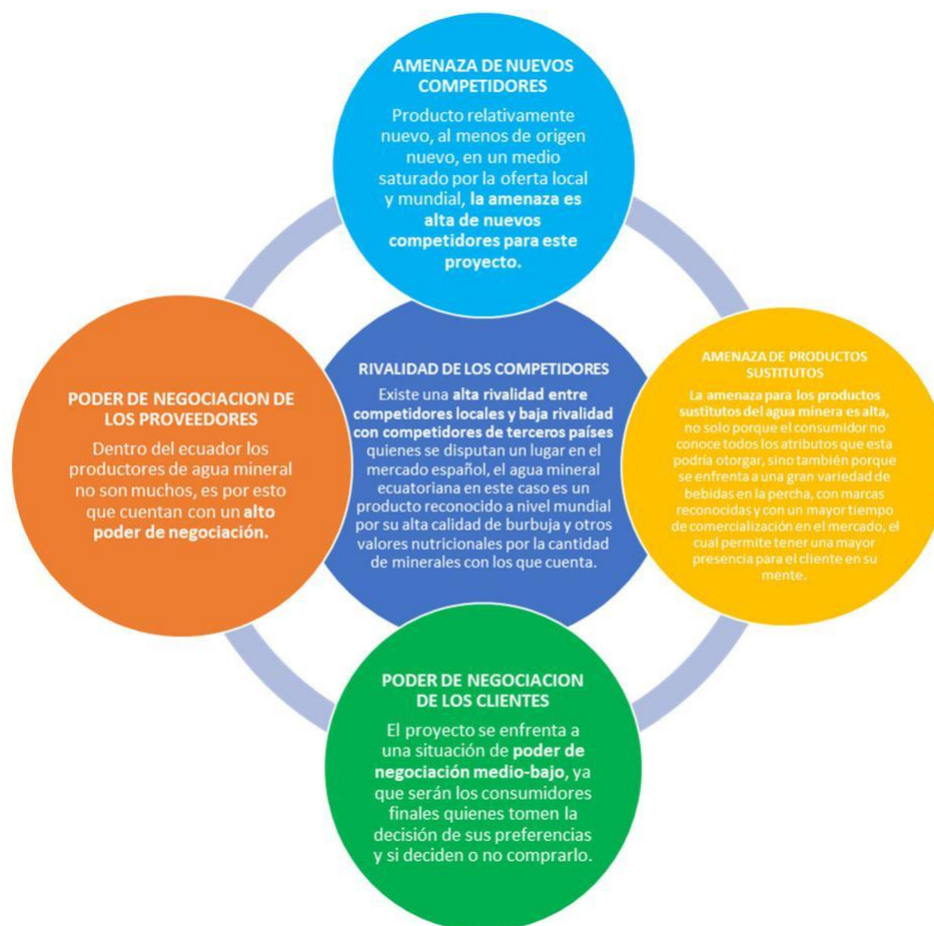 AMENAZA DE NUEVOS
COMPETIDORES
Producto relativamente
nuevo, al menos de origen
nuevo, en un medio
saturado por la oferta local
y mundial, la amenaza es
alta de nuevos
competidores para este
proyecto.
PODER DE NEGOCIACION DE
LOS PROVEEDORES
Dentro del ecuador los
productores de agua mineral
no son muchos, es por esto
que cuentan con un alto
poder de negociación.
RIVALIDAD DE LOS COMPETIDORES
Existe una alta rivalidad entre
competidores locales y baja rivalidad
con competidores de terceros países
quienes se disputan un lugar en el
mercado español, el agua mineral
ecuatoriana en este caso es un
producto reconocido a nivel mundial
por su alta calidad de burbuja y otros
valores nutricionales por la cantidad
de minerales con los que cuenta.
AMENAZA DE PRODUCTOS
SUSTITUTOS
La amenaza para los productos
sustitutos del agua minera es alta,
no solo porque el consumidor no
conoce todos los atributos que esta
podría otorgar, sino también porque
se enfrenta a una gran variedad de
bebidas en la percha, con marcas
reconocidas y con un mayor tiempo
de comercialización en el mercado, el
cual permite tener una mayor
presencia para el cliente en su
mente.
PODER DE NEGOCIACION
DE LOS CLIENTES
El proyecto se enfrenta a
una situación de poder de
negociación medio-bajo, ya
que serán los consumidores
finales quienes tomen la
decisión de sus preferencias
y si deciden o no comprarlo.